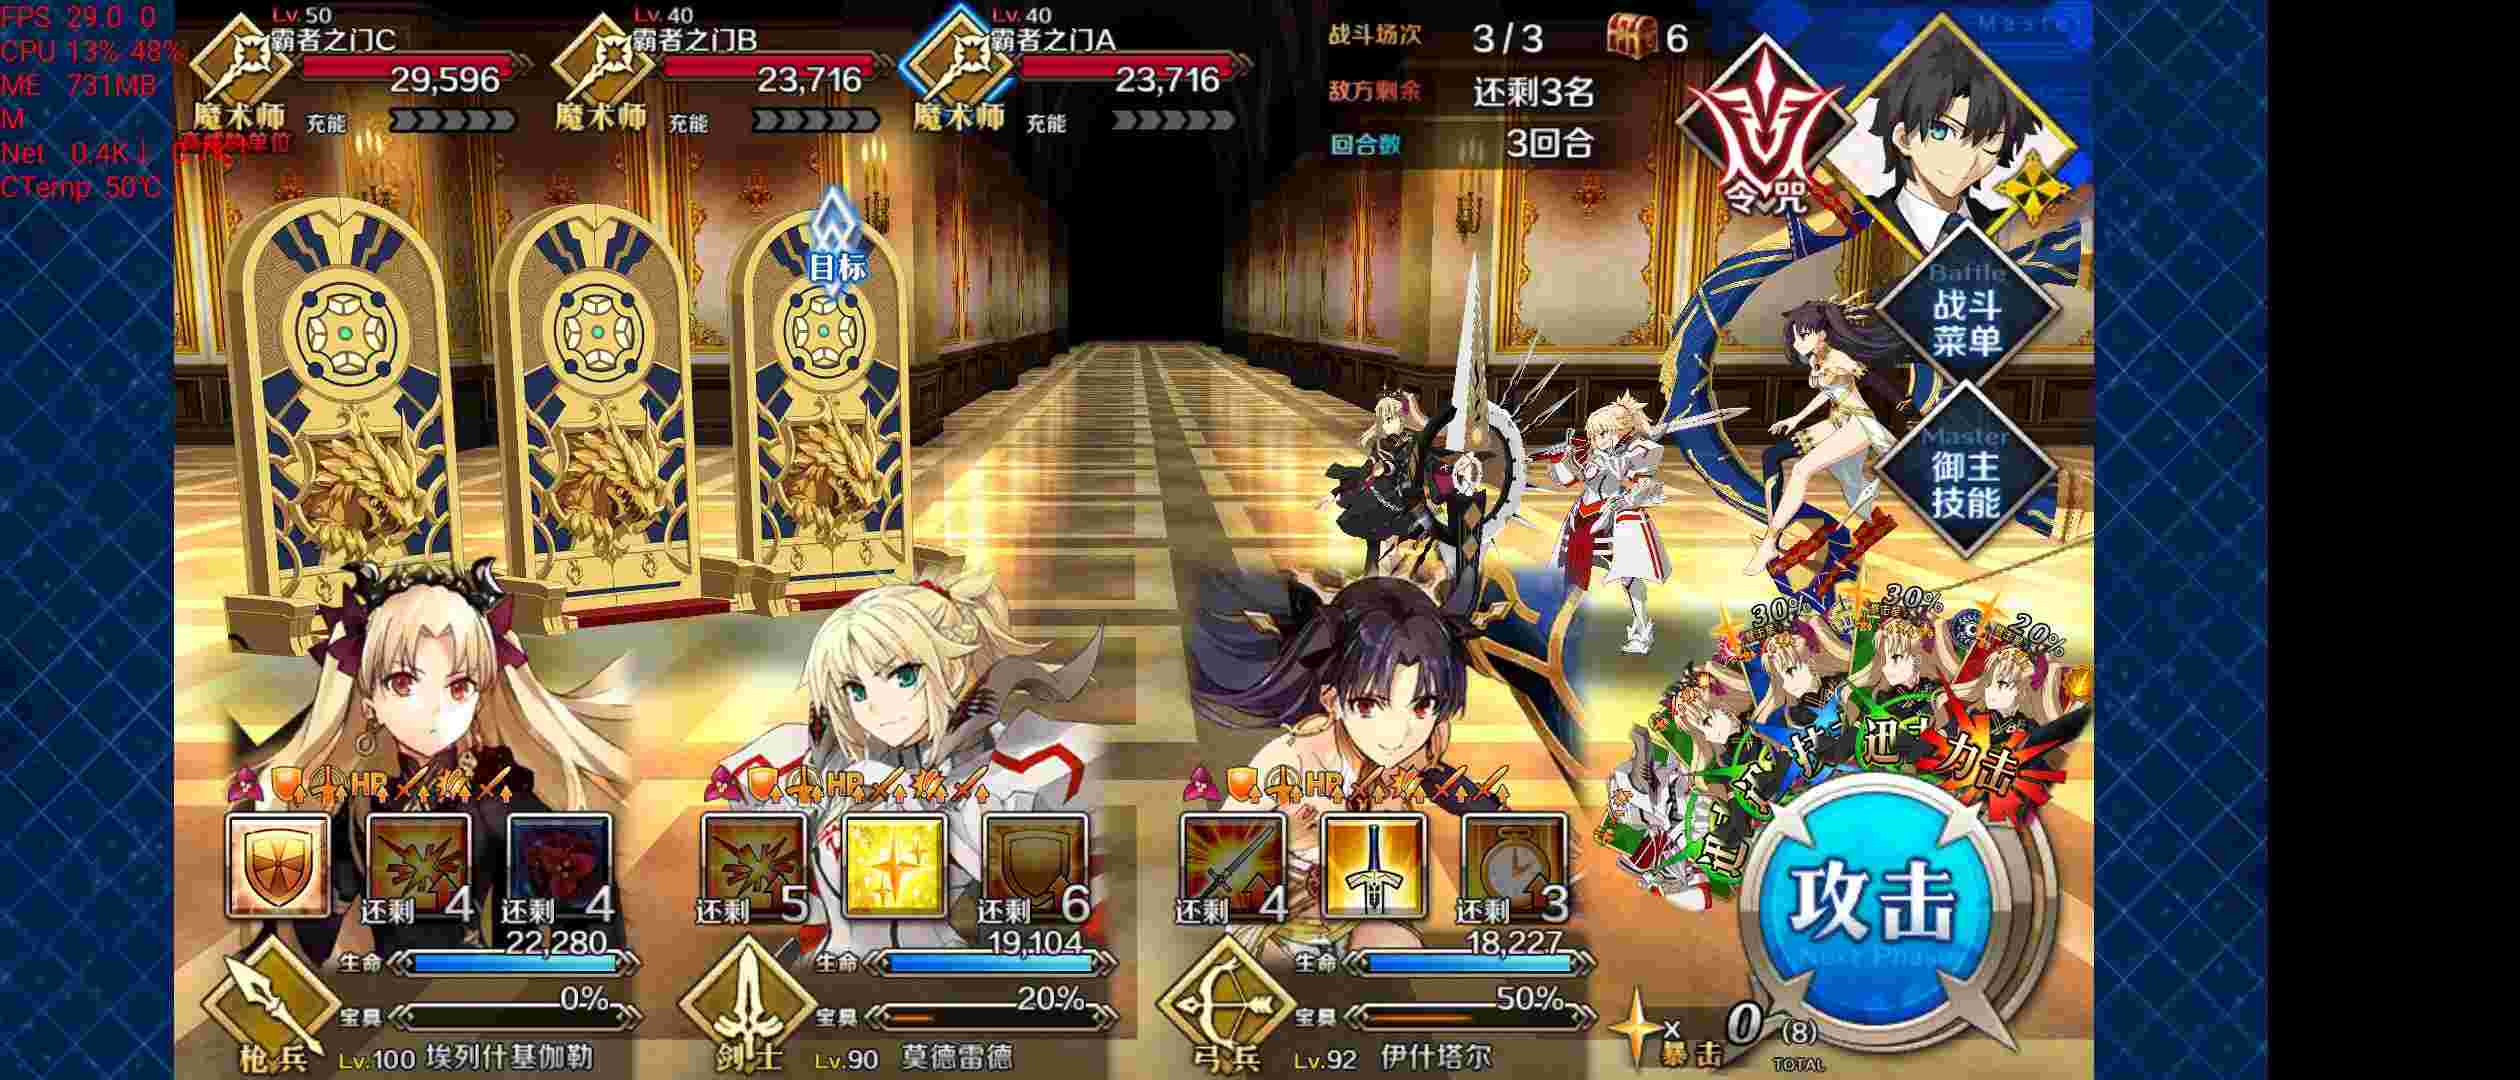 FPS 29.0 0
CPU 13% 48%
ME 731MB
M
Net 0.4K↓
CTemp 50℃
Lv.50
霸者之门C
29,596
魔术师
充能
Lv.40
霸者之门B
23,716
魔术师
充能
Lv.40
霸者之门A
23,716
魔术师
充能
战斗场次 3/3 6
敌方剩余 还剩3名
回合数 3回合
令咒
Master
Battle
战斗
菜单
Master
御主
技能
目标
30%
30%
20%
技
迅
力击
HP
HP
HP
还剩 4
还剩 4
还剩 5
还剩 6
还剩 4
还剩 3
22,280
生命
0%
宝具
枪兵
Lv.100 埃列什基伽勒
19,104
生命
20%
宝具
剑士
Lv.90 莫德雷德
18,227
生命
50%
宝具
弓兵
Lv.92 伊什塔尔
攻击
Next Phase
x 0 (8)
暴击
TOTAL